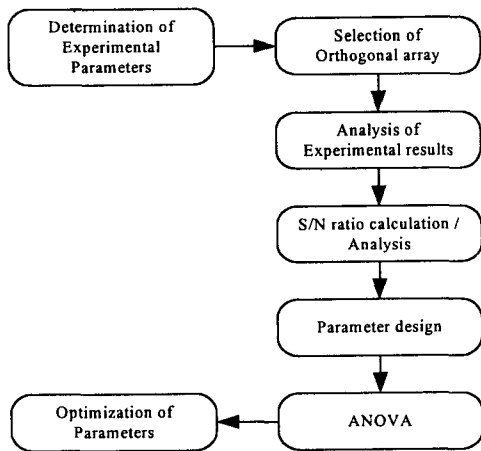 Determination of
Experimental
Parameters
Selection of
Orthogonal array
Analysis of
Experimental results
S/N ratio calculation /
Analysis
Parameter design
ANOVA
Optimization of
Parameters